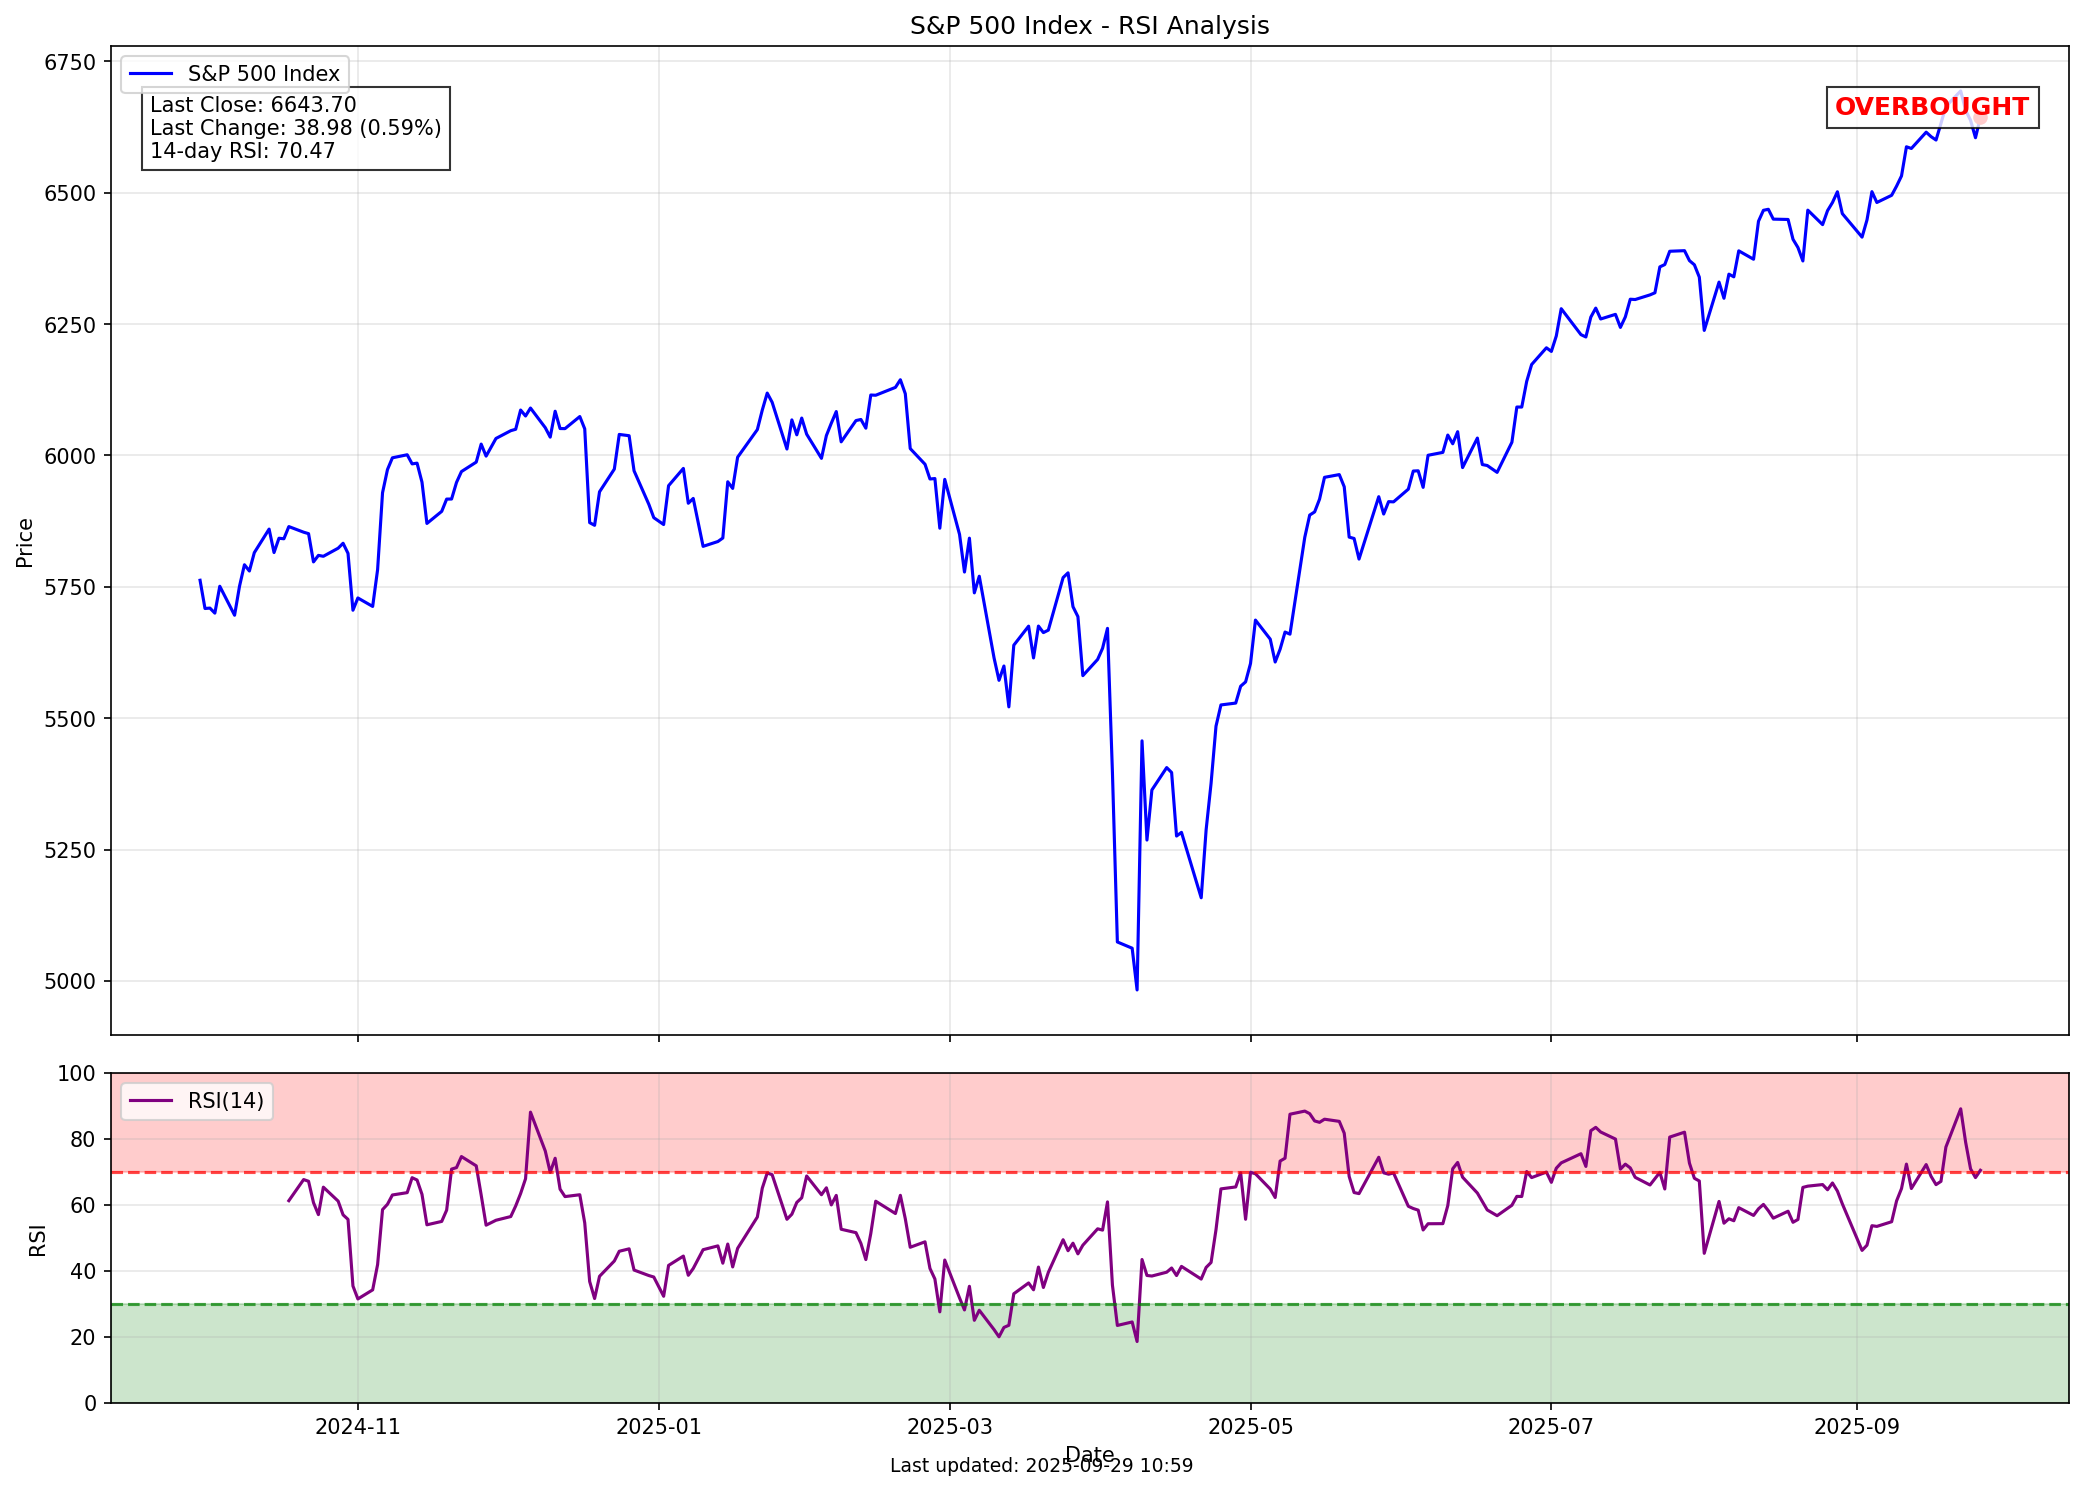 S&P 500 Index - RSI Analysis
S&P 500 Index
Last Close: 6643.70
Last Change: 38.98 (0.59%)
14-day RSI: 70.47
OVERBOUGHT
Price
6750
6500
6250
6000
5750
5500
5250
5000
RSI(14)
RSI
100
80
60
40
20
0
2024-11
2025-01
2025-03
2025-05
2025-07
2025-09
Date
Last updated: 2025-09-29 10:59